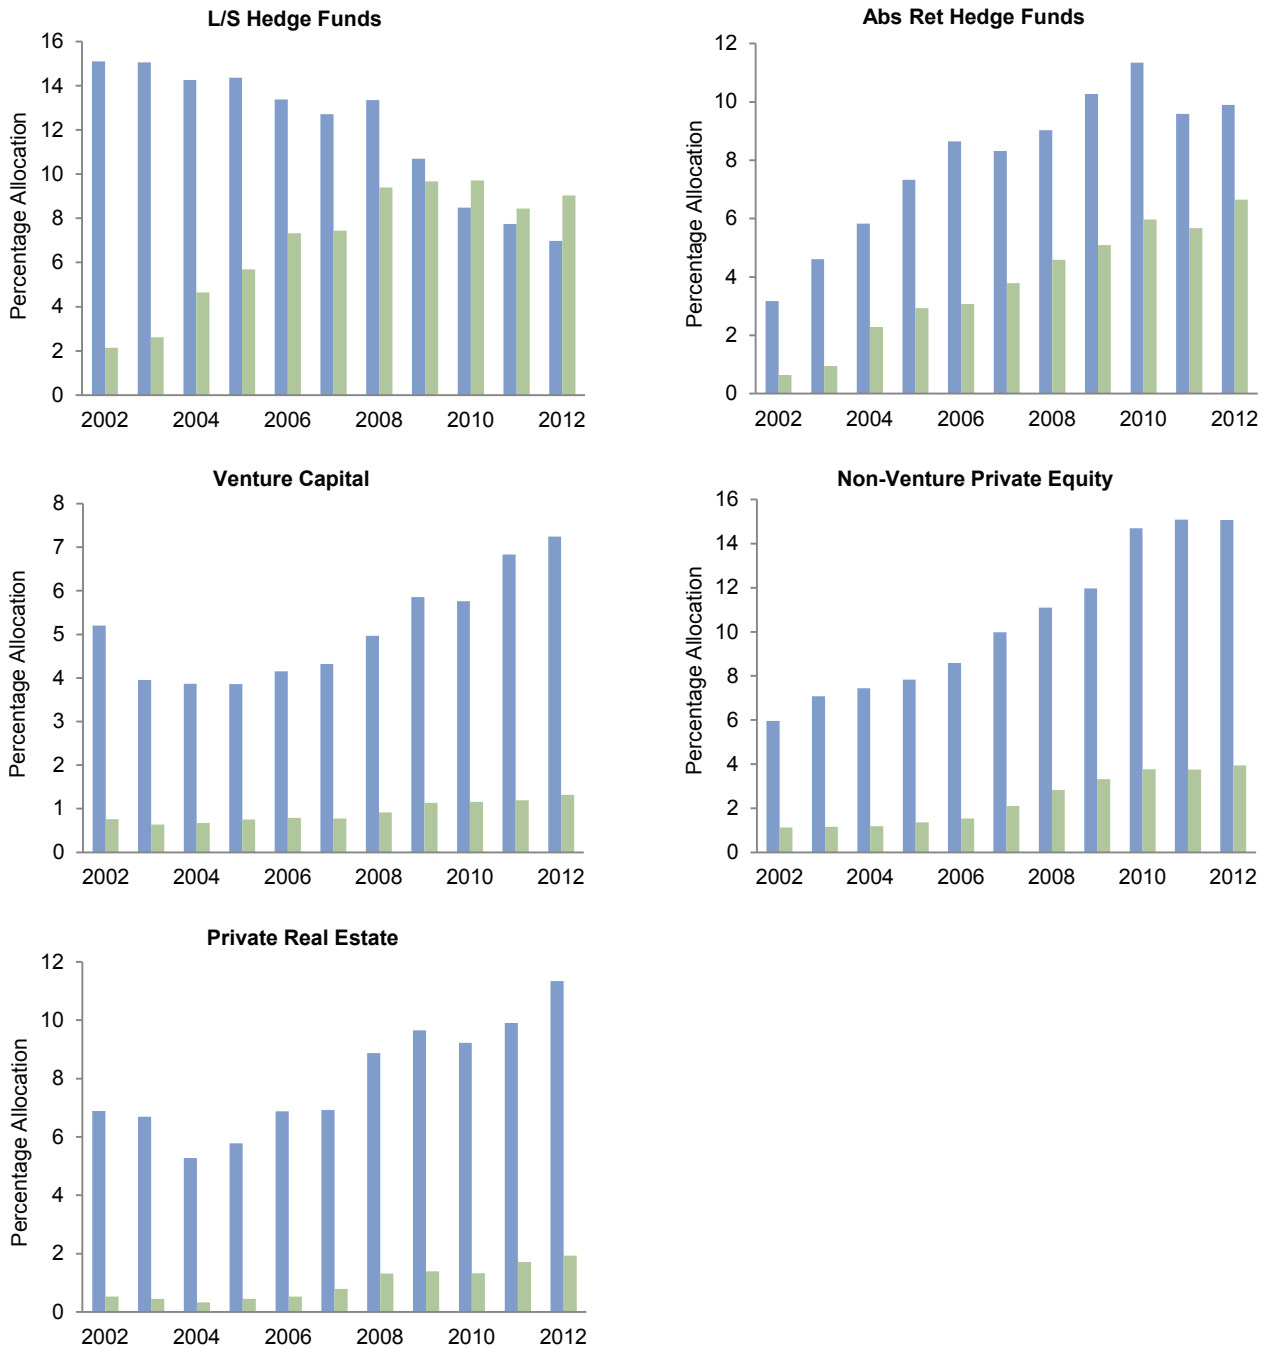 L/S Hedge Funds
Percentage Allocation
16
14
12
10
8
6
4
2
0
2002 2004 2006 2008 2010 2012
Abs Ret Hedge Funds
Percentage Allocation
12
10
8
6
4
2
0
2002 2004 2006 2008 2010 2012
Venture Capital
Percentage Allocation
8
7
6
5
4
3
2
1
0
2002 2004 2006 2008 2010 2012
Non-Venture Private Equity
Percentage Allocation
16
14
12
10
8
6
4
2
0
2002 2004 2006 2008 2010 2012
Private Real Estate
Percentage Allocation
12
10
8
6
4
2
0
2002 2004 2006 2008 2010 2012